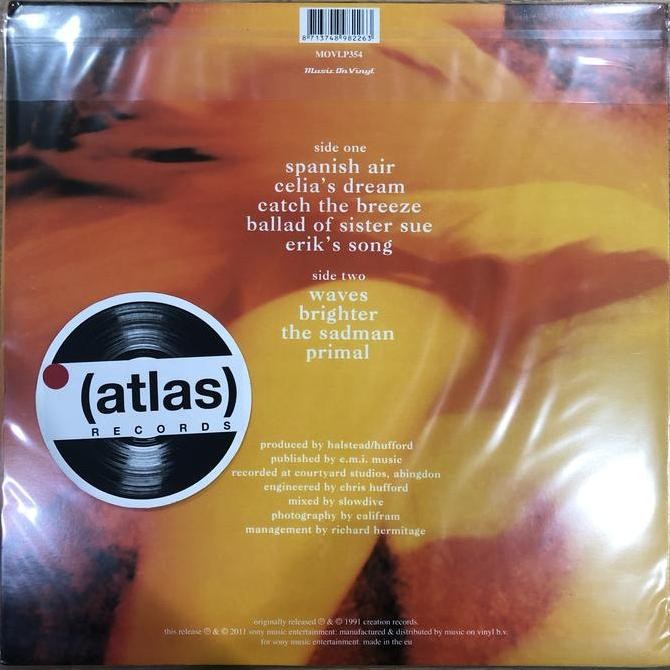 8 713748 982263
MOVLP354
Music On Vinyl
side one
spanish air
celia's dream
catch the breeze
ballad of sister sue
erik's song
side two
waves
brighter
the sadman
primal
(atlas)
RECORDS
produced by halstead/hufford
published by e.m.i. music
recorded at courtyard studios, abingdon
engineered by chris hufford
mixed by slowdive
photography by califram
management by richard hermitage
originally released ℗ & © 1991 creation records.
this release ℗ & © 2011 sony music entertainment: manufactured & distributed by music on vinyl b.v.
for sony music entertainment. made in the eu